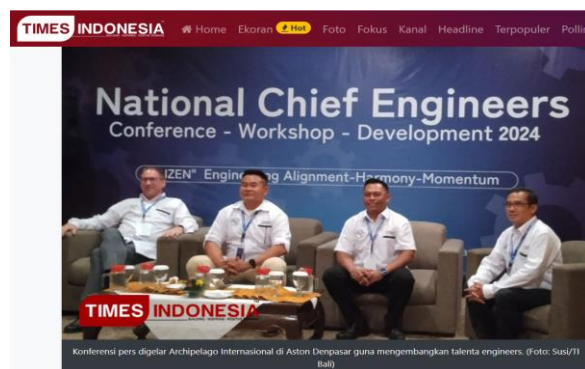 TIMES INDONESIA
Home Ekoran Hot Foto Fokus Kanal Headline Terpopuler
National Chief Engineers
Conference - Workshop - Development 2024
Alignment-Harmony-Momentum
TIMES INDONESIA
Konferensi pers digelar Archipelago Internasional di Aston Denpasar guna mengembangkan talenta engineers. (Foto: Susi/TI
Bali)